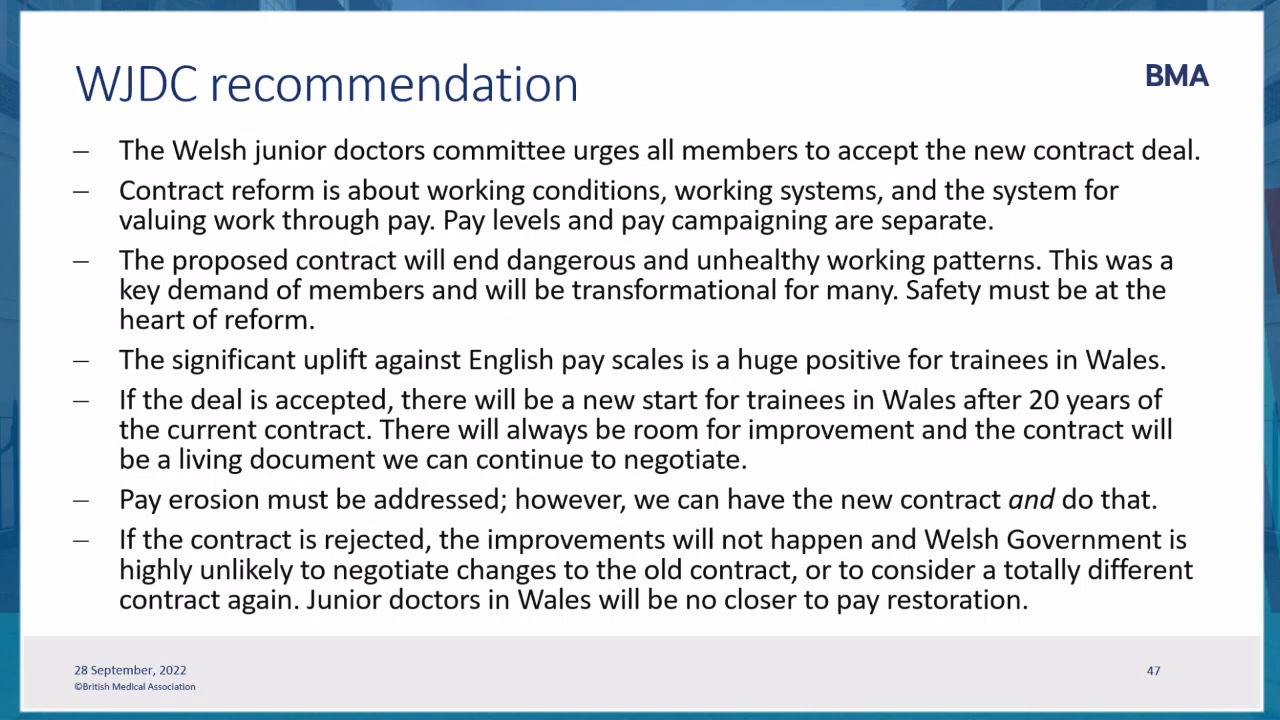 WJDC recommendation
BMA
– The Welsh junior doctors committee urges all members to accept the new contract deal.
– Contract reform is about working conditions, working systems, and the system for
valuing work through pay. Pay levels and pay campaigning are separate.
– The proposed contract will end dangerous and unhealthy working patterns. This was a
key demand of members and will be transformational for many. Safety must be at the
heart of reform.
– The significant uplift against English pay scales is a huge positive for trainees in Wales.
– If the deal is accepted, there will be a new start for trainees in Wales after 20 years of
the current contract. There will always be room for improvement and the contract will
be a living document we can continue to negotiate.
– Pay erosion must be addressed; however, we can have the new contract and do that.
– If the contract is rejected, the improvements will not happen and Welsh Government is
highly unlikely to negotiate changes to the old contract, or to consider a totally different
contract again. Junior doctors in Wales will be no closer to pay restoration.
28 September, 2022
©British Medical Association
47